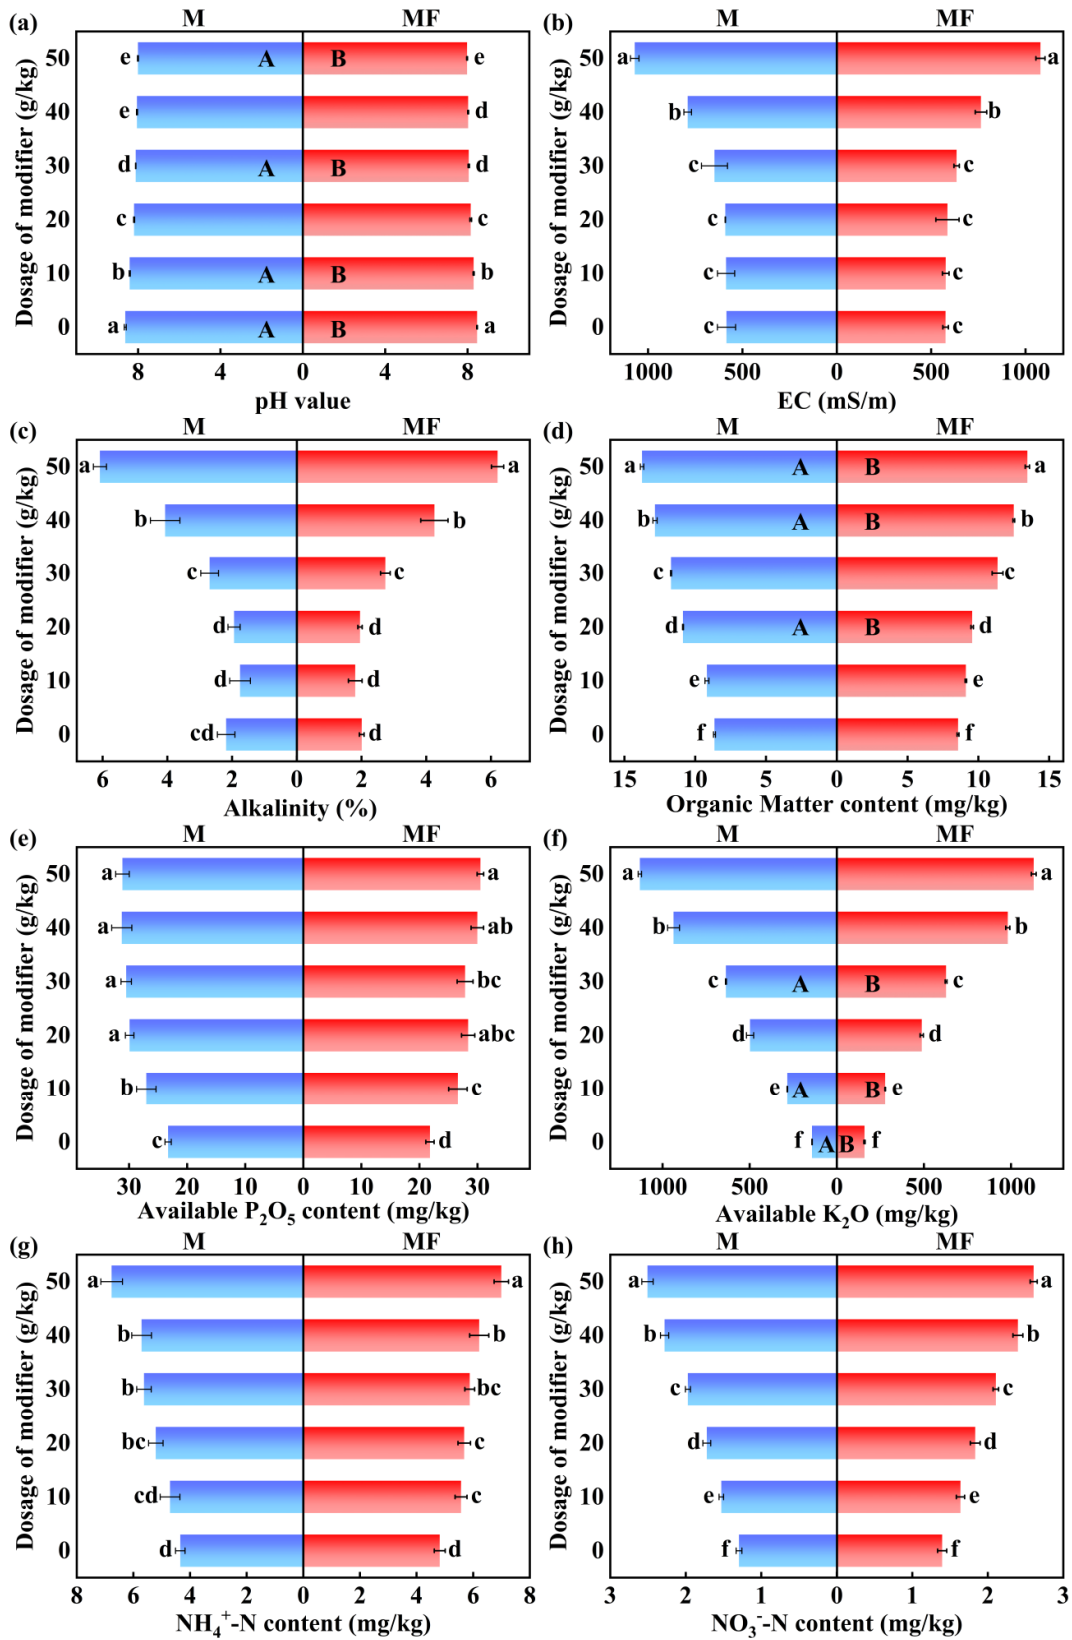 (a) M MF
Dosage of modifier (g/kg)
50 e A B e
40 e d
30 d A B d
20 c c
10 b A B b
0 a A B a
8 4 0 4 8
pH value
(b) M MF
Dosage of modifier (g/kg)
50 a a
40 b b
30 c c
20 c c
10 c c
0 c c
1000 500 0 500 1000
EC (mS/m)
(c) M MF
Dosage of modifier (g/kg)
50 a a
40 b b
30 c c
20 d d
10 d d
0 cd d
6 4 2 0 2 4 6
Alkalinity (%)
(d) M MF
Dosage of modifier (g/kg)
50 a A B a
40 b A B b
30 c c
20 d A B d
10 e e
0 f f
15 10 5 0 5 10 15
Organic Matter content (mg/kg)
(e) M MF
Dosage of modifier (g/kg)
50 a a
40 a ab
30 a bc
20 a abc
10 b c
0 c d
30 20 10 0 10 20 30
Available P₂O₅ content (mg/kg)
(f) M MF
Dosage of modifier (g/kg)
50 a a
40 b b
30 c A B c
20 d d
10 e A B e
0 f A B f
1000 500 0 500 1000
Available K₂O (mg/kg)
(g) M MF
Dosage of modifier (g/kg)
50 a a
40 b b
30 b bc
20 bc c
10 cd c
0 d d
8 6 4 2 0 2 4 6 8
NH₄⁺-N content (mg/kg)
(h) M MF
Dosage of modifier (g/kg)
50 a a
40 b b
30 c c
20 d d
10 e e
0 f f
3 2 1 0 1 2 3
NO₃⁻-N content (mg/kg)